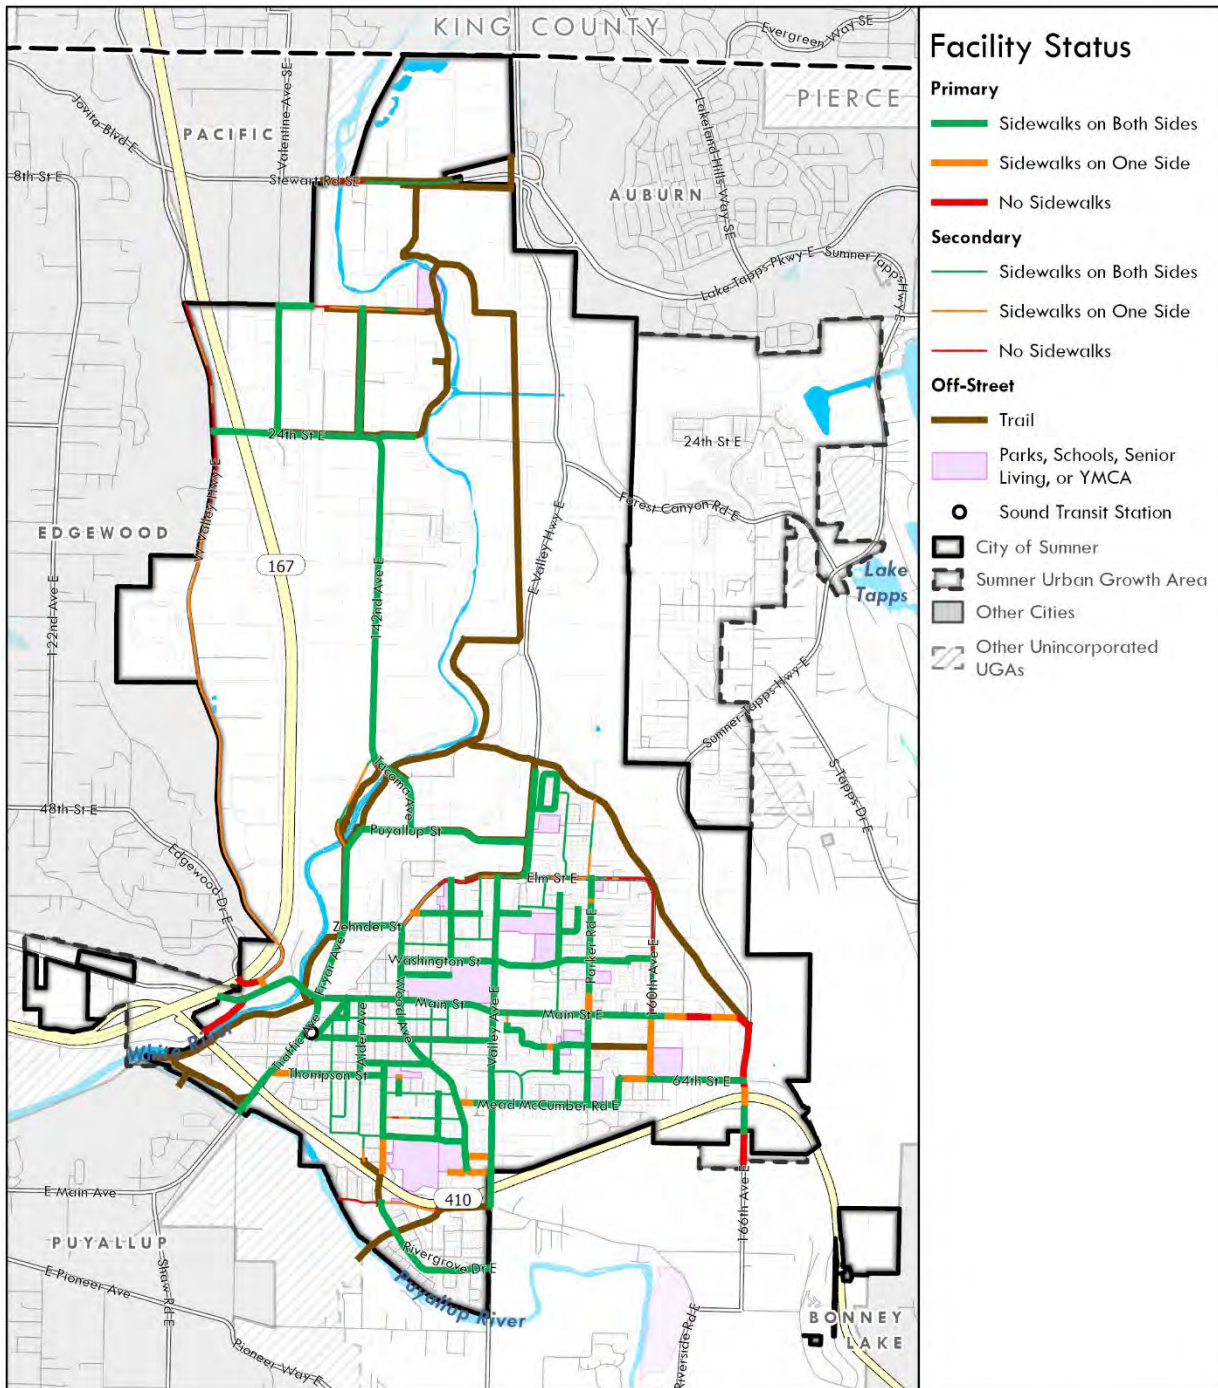 KING COUNTY
Evergreen Way SE
PIERCE
Jovita Blvd E
Valentine Ave SE
PACIFIC
Lakeland Hills Way SE
8th St E
Stewart Rd SE
AUBURN
Lake Tapps Pkwy E
Sumner Tapps Hwy E
24th St E
24th St E
W Valley Hwy E
E Valley Hwy E
Forest Canyon Rd E
EDGEWOOD
167
122nd Ave E
142nd Ave E
Lake
Tapps
Sumner-Tapps Hwy E
S Tapps Dr E
48th St E
Tacoma Ave
Puyallup St
Edgewood Dr E
Elm St E
Zehnder St
Fryar Ave
Parker Rd E
160th Ave E
Washington St
Wood Ave
Main St
Main St E
Valley Ave E
White River
Traffic Ave
Alder Ave
Thompson St
64th St E
Mead McCumber Rd E
E Main Ave
410
166th Ave E
PUYALLUP
Shaw Rd E
E Pioneer Ave
Rivergrove Dr E
Puyallup River
Pioneer Way E
Riverside Rd E
BONNEY
LAKE
Facility Status
Primary
Sidewalks on Both Sides
Sidewalks on One Side
No Sidewalks
Secondary
Sidewalks on Both Sides
Sidewalks on One Side
No Sidewalks
Off-Street
Trail
Parks, Schools, Senior
Living, or YMCA
Sound Transit Station
City of Sumner
Sumner Urban Growth Area
Other Cities
Other Unincorporated
UGAs